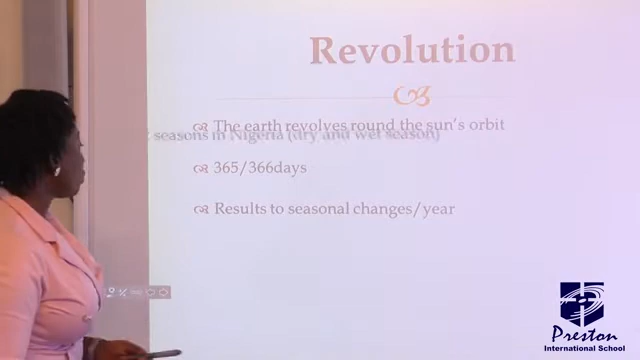 Revolution
The earth revolves round the sun's orbit
seasons in Nigeria (dry and wet season)
365/366days
Results to seasonal changes/year
Preston
International School